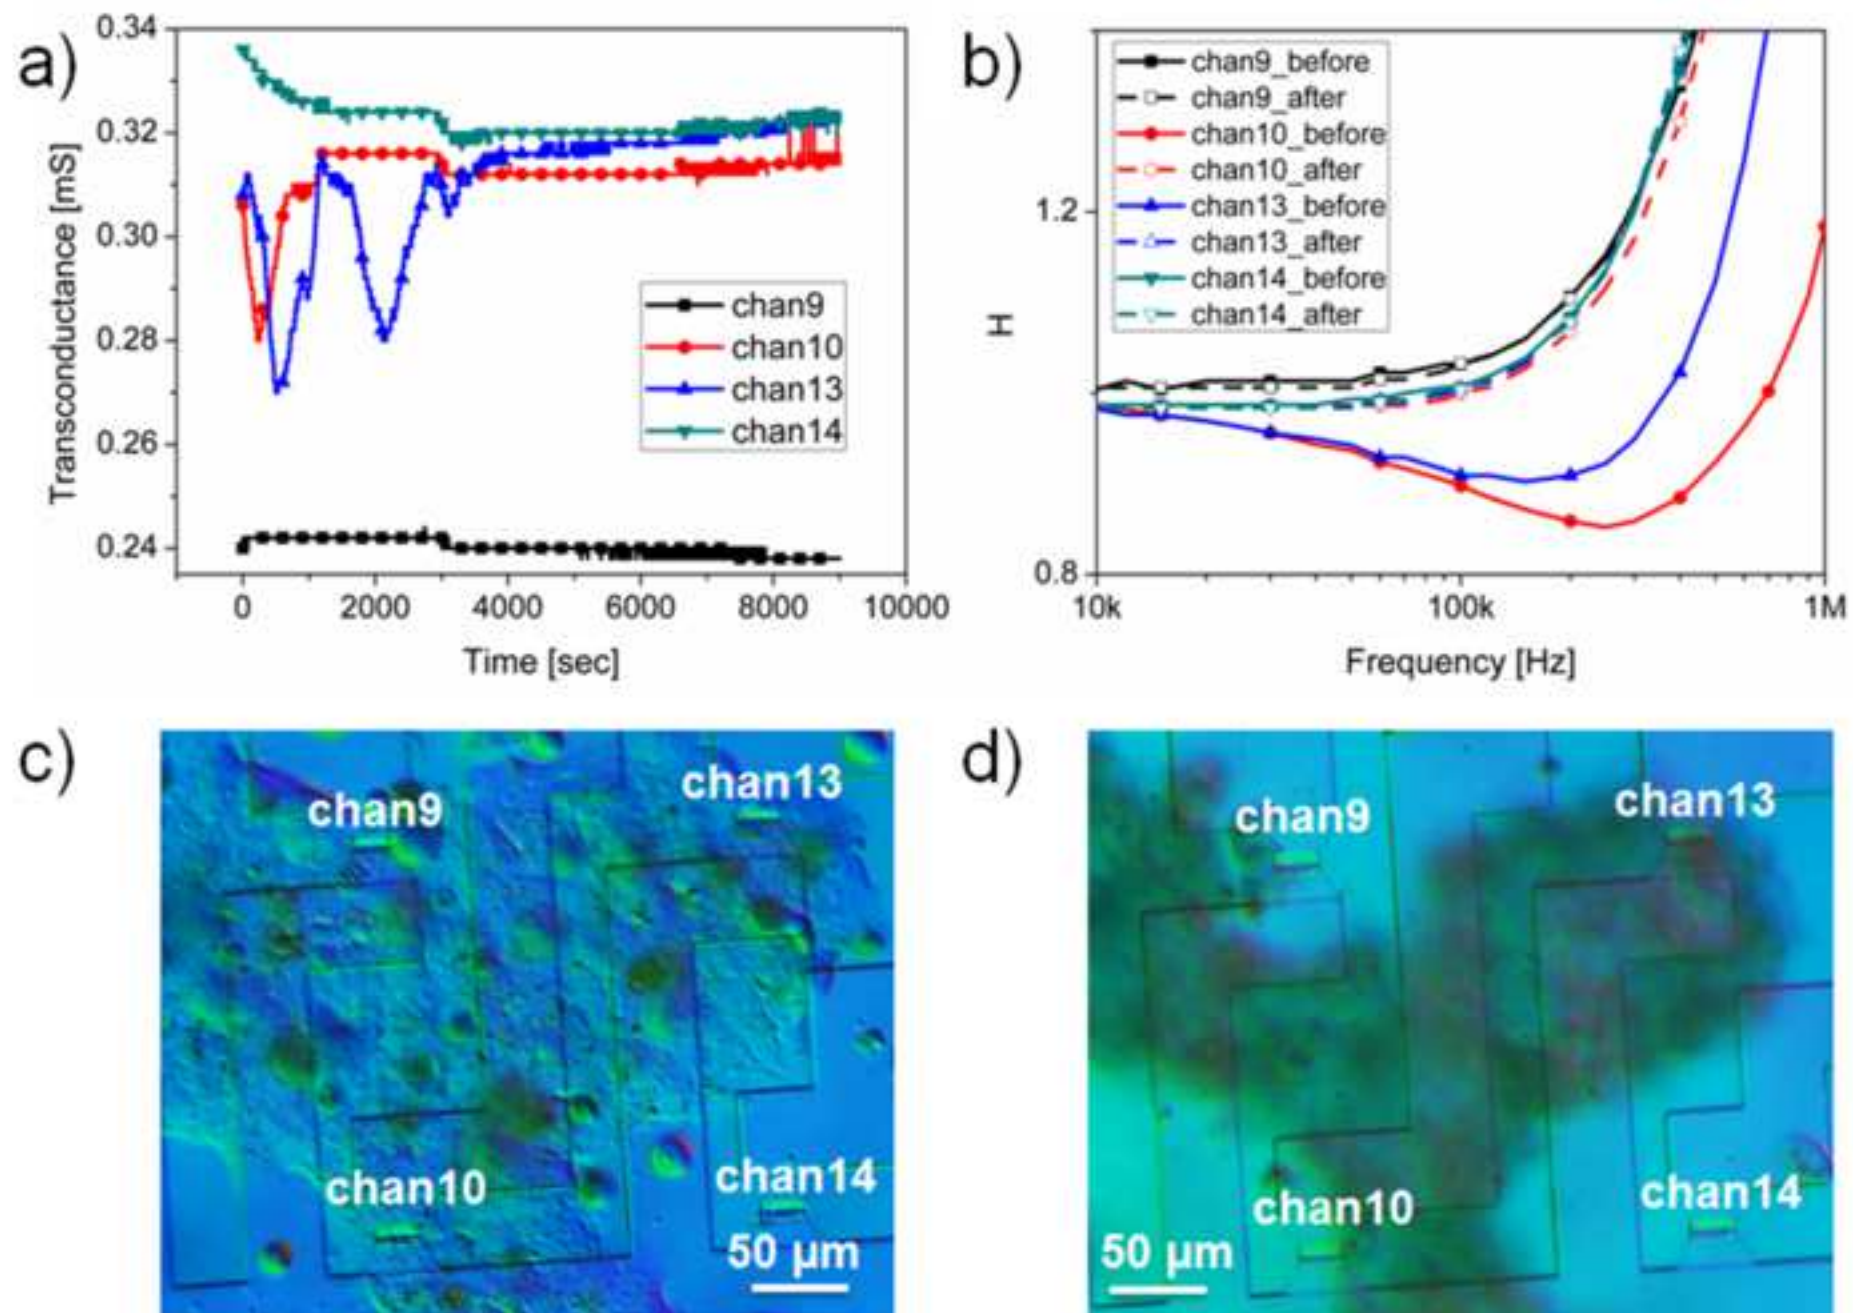 a)
0.34
0.32
0.30
0.28
0.26
0.24
Transconductance [mS]
chan9
chan10
chan13
chan14
0 2000 4000 6000 8000 10000
Time [sec]
b)
chan9_before
chan9_after
chan10_before
chan10_after
chan13_before
chan13_after
chan14_before
chan14_after
1.2
0.8
H
10k 100k 1M
Frequency [Hz]
c)
chan9
chan13
chan10
chan14
50 µm
d)
chan9
chan13
chan10
chan14
50 µm